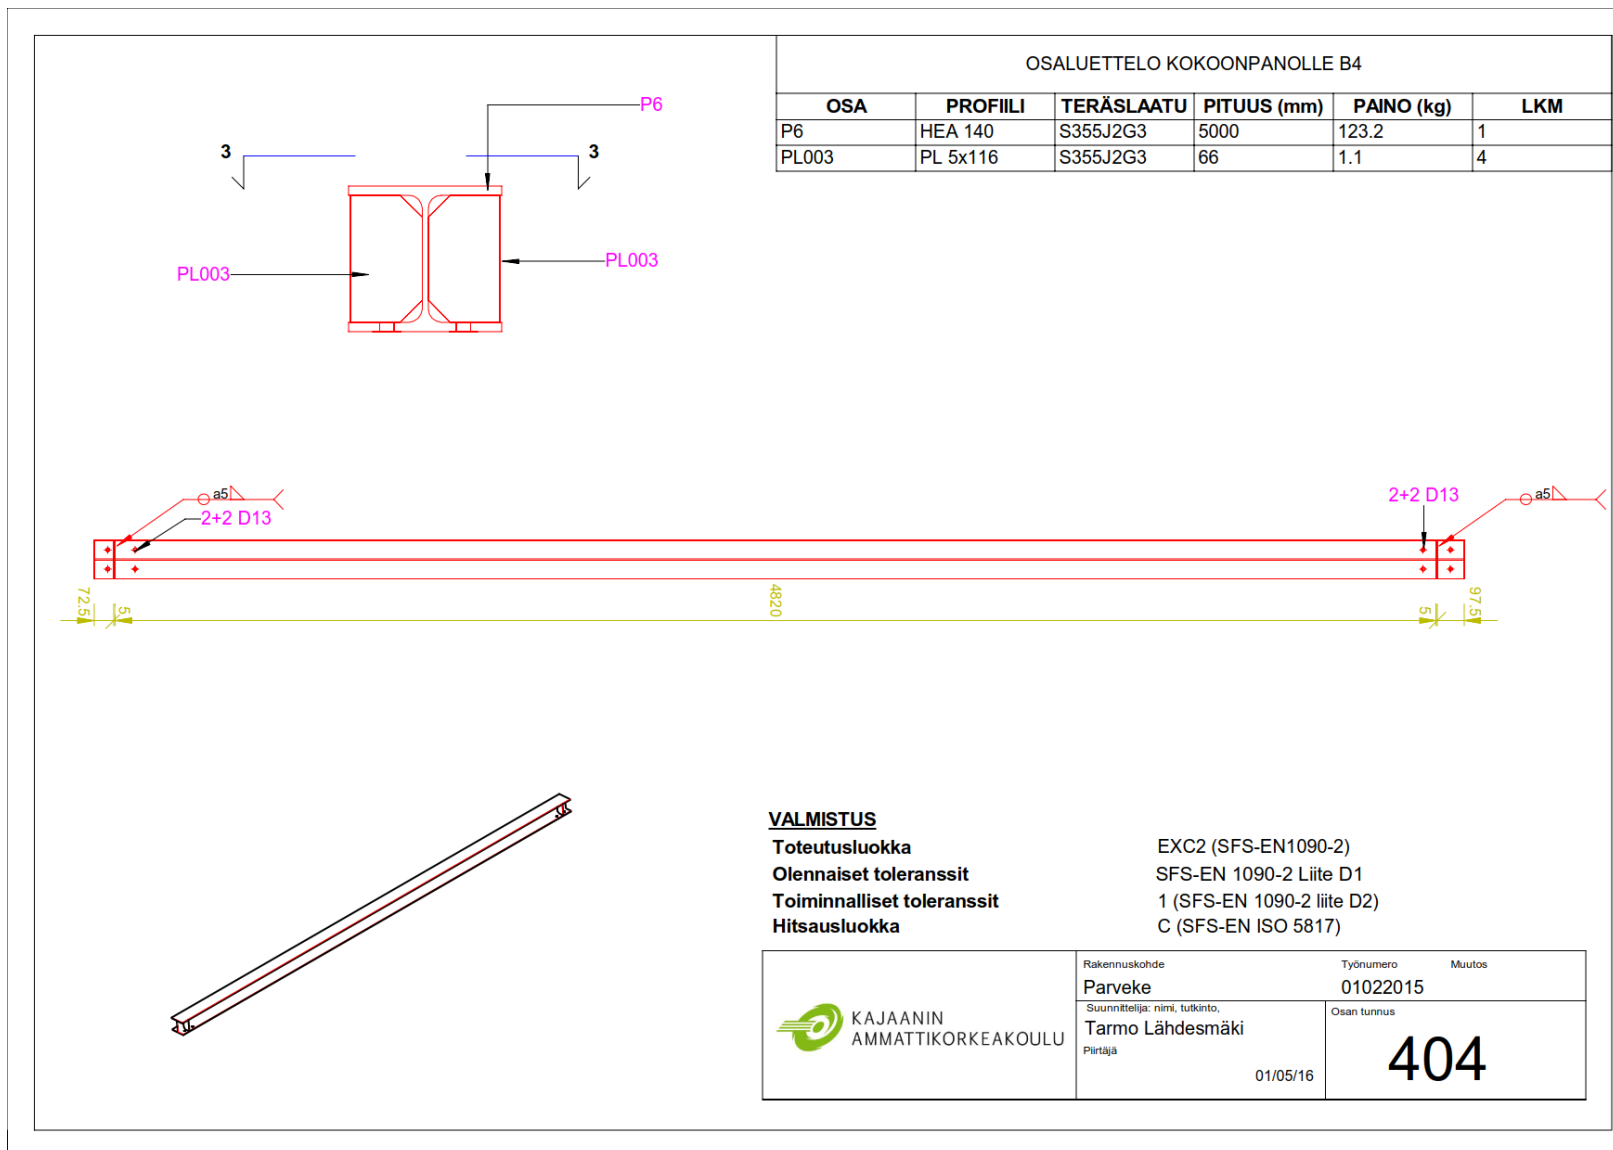 OSALUETTELO KOKOONPANOLLE B4
OSA PROFIILI TERÄSLAATU PITUUS (mm) PAINO (kg) LKM
P6 HEA 140 S355J2G3 5000 123.2 1
PL003 PL 5x116 S355J2G3 66 1.1 4
P6
3 3
PL003
PL003
a5
2+2 D13
2+2 D13
a5
72.5
5
4820
5
97.5
VALMISTUS
Toteutusluokka EXC2 (SFS-EN1090-2)
Olennaiset toleranssit SFS-EN 1090-2 Liite D1
Toiminnalliset toleranssit 1 (SFS-EN 1090-2 liite D2)
Hitsausluokka C (SFS-EN ISO 5817)
KAJAANIN
AMMATTIKORKEAKOULU
Rakennuskohde Työnumero Muutos
Parveke 01022015
Suunnittelija: nimi, tutkinto,
Tarmo Lähdesmäki
Piirtäjä
01/05/16
Osan tunnus
404